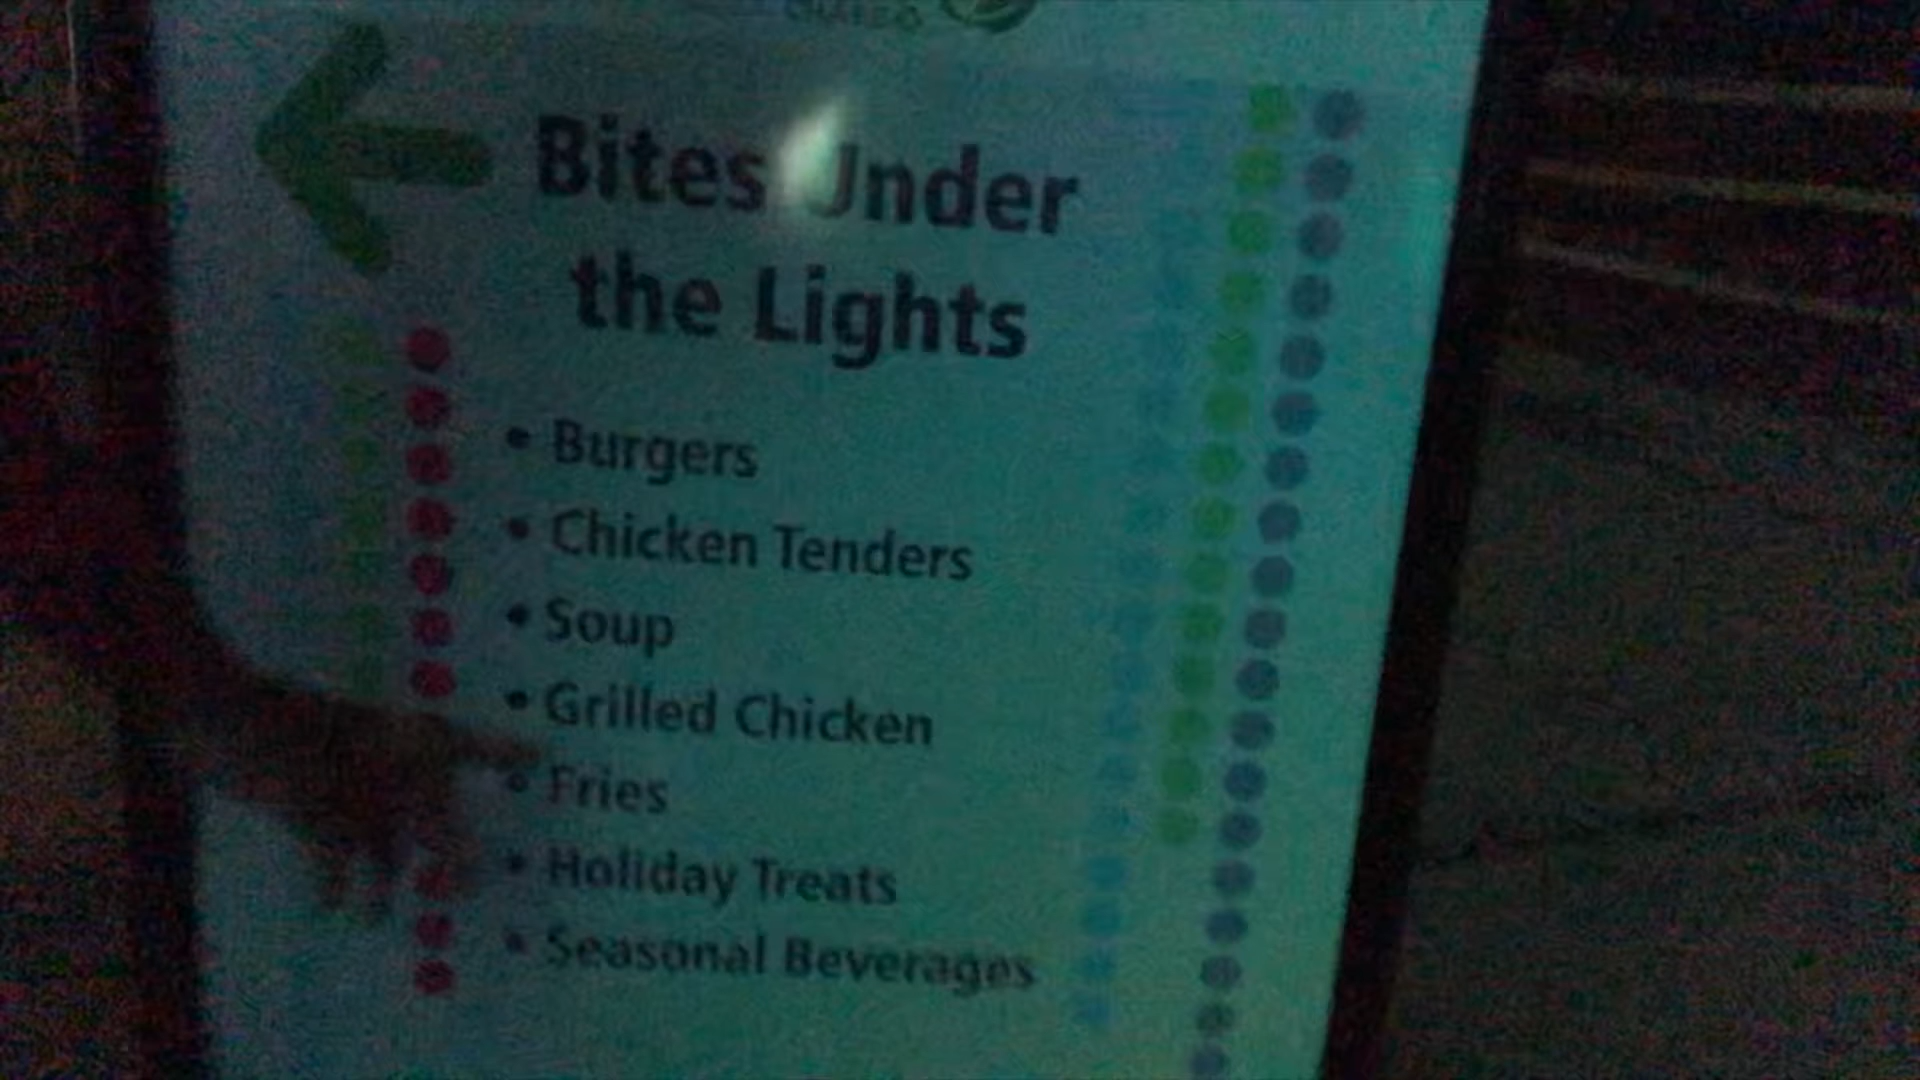 Bites Under
the Lights
• Burgers
• Chicken Tenders
• Soup
• Grilled Chicken
• Fries
• Holiday Treats
• Seasonal Beverages